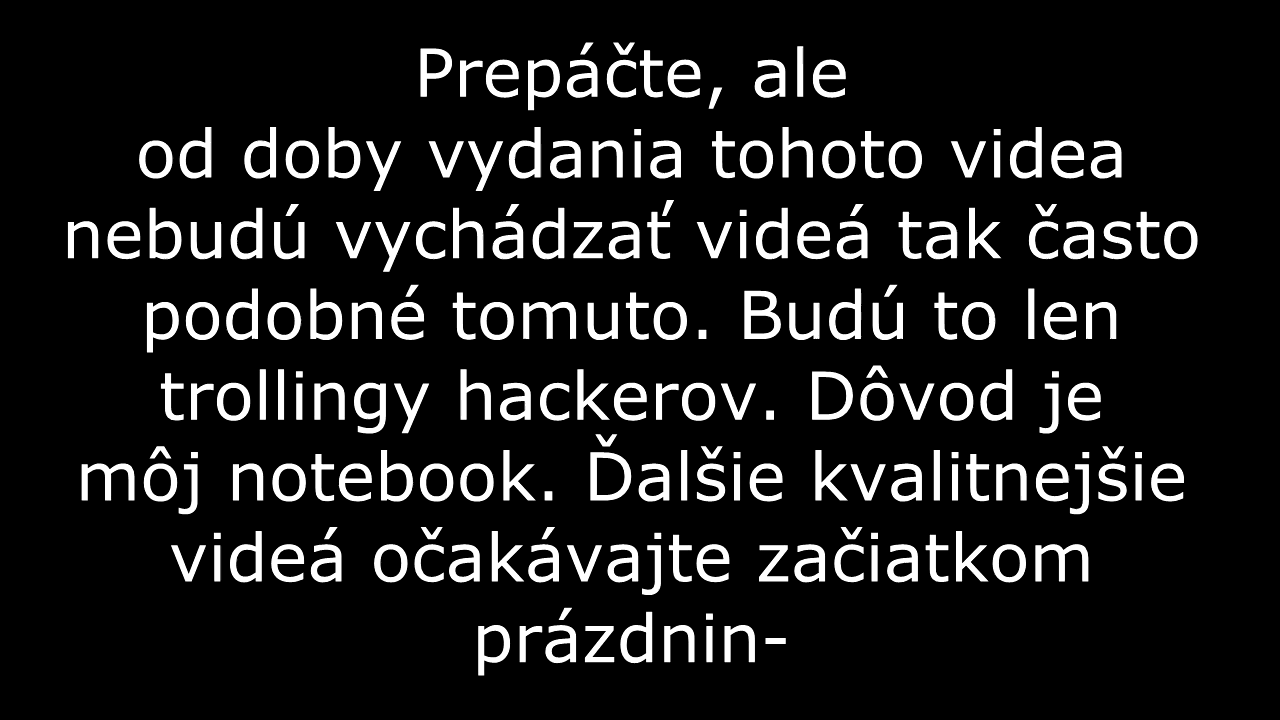 Prepáčte, ale
od doby vydania tohoto videa
nebudú vychádzať videá tak často
podobné tomuto. Budú to len
trollingy hackerov. Dôvod je
môj notebook. Ďalšie kvalitnejšie
videá očakávajte začiatkom
prázdnin-